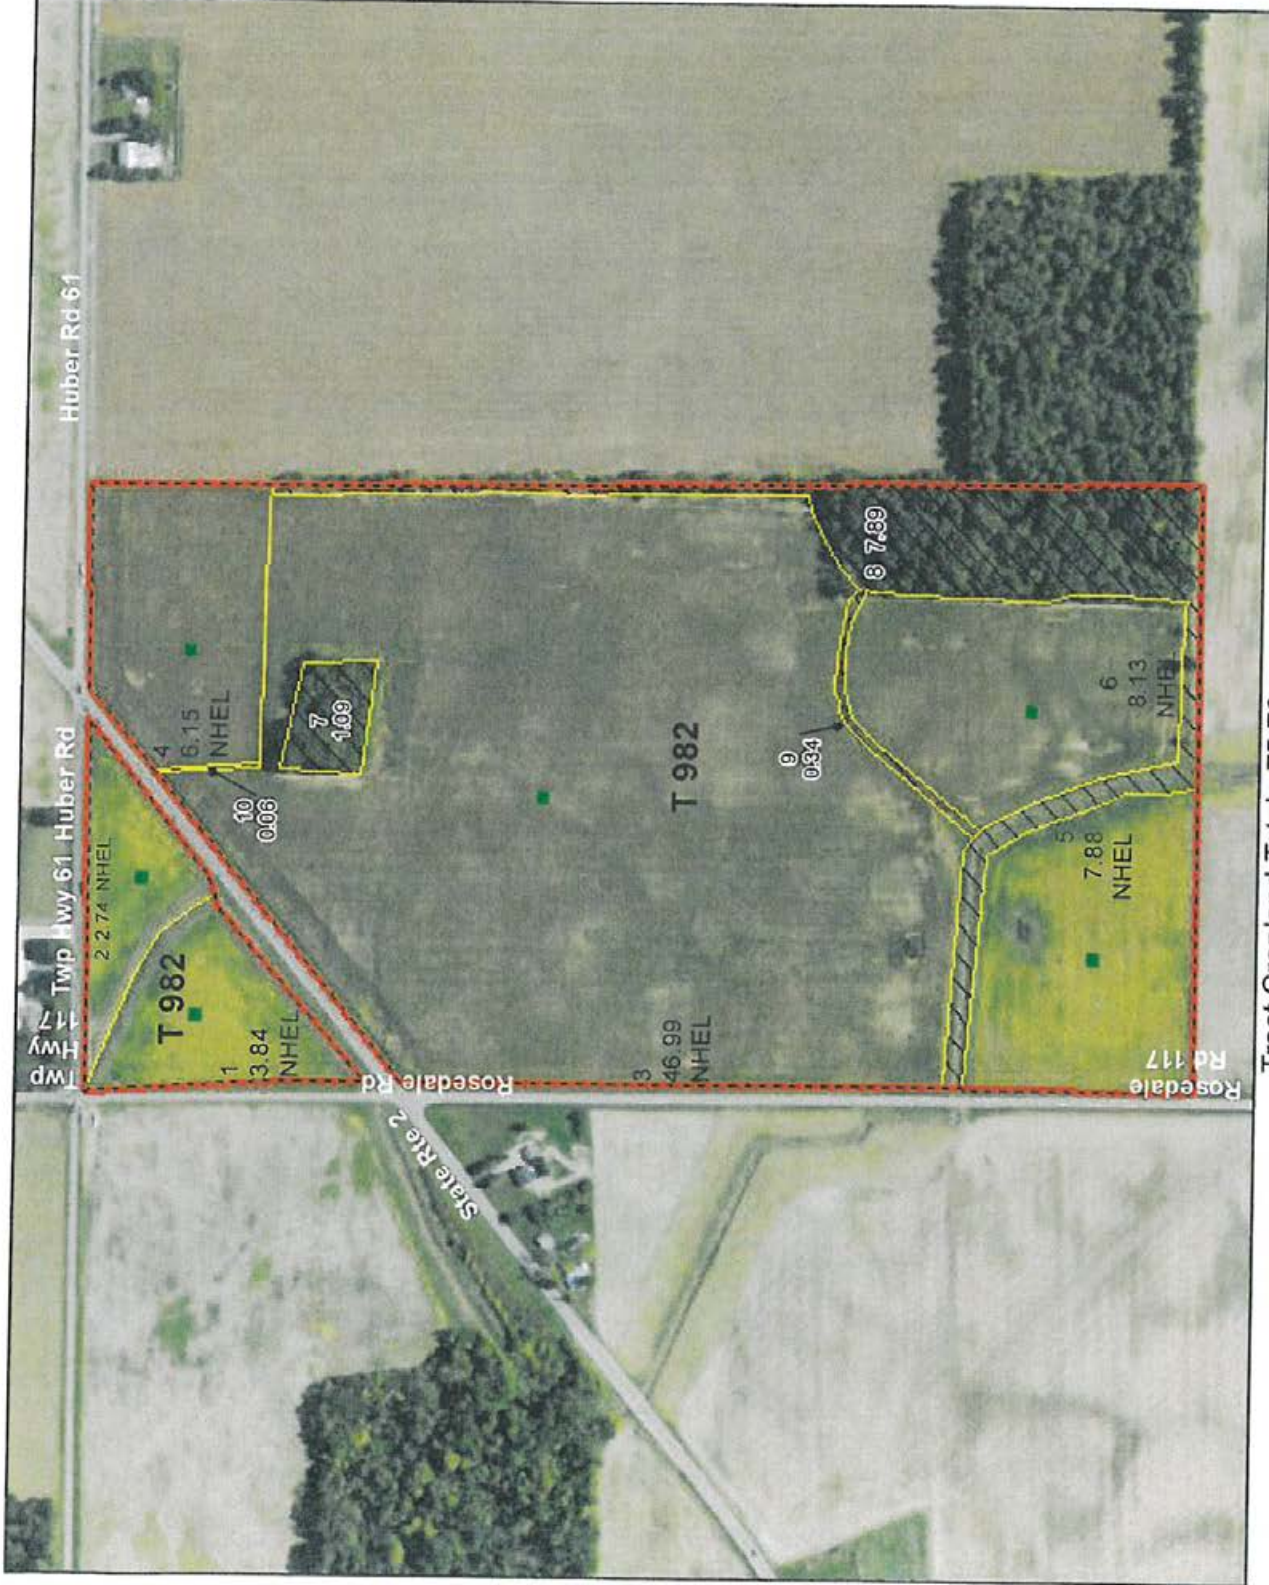 Huber Rd 61
Twp Hwy 61 Huber Rd
Twp
Hwy
117
2 2.74 NHEL
T 982
1
3.84
NHEL
4
6.15
NHEL
10
0.06
7
1.09
Rosedale Rd
State Rte 2
3
46.99
NHEL
T 982
9
0.34
8 7.89
6
8.13
NHEL
5
7.88
NHEL
Rosedale
Rd 117